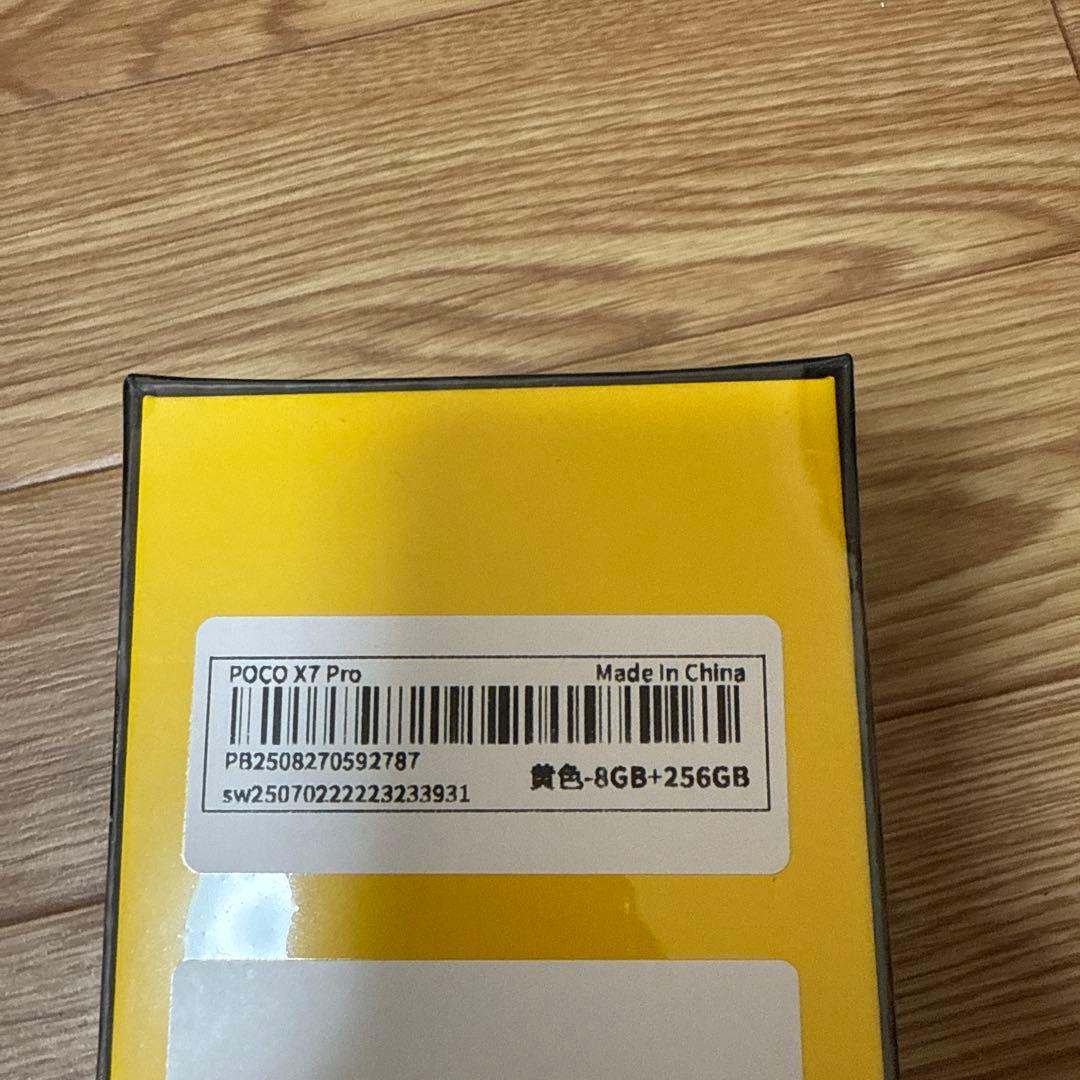 POCO X7 Pro Made In China
PB2508270592787
黄色-8GB+256GB
sw25070222223233931